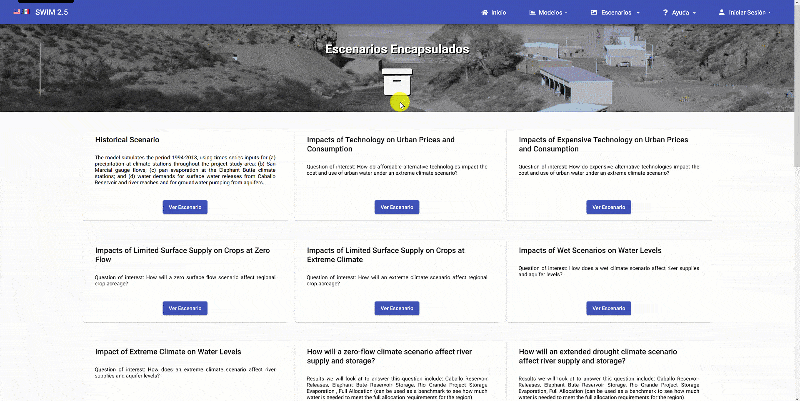 SWIM 2.5
Inicio
Modelos
Escenarios
Ayuda
Iniciar Sesión
Escenarios Encapsulados
Historical Scenario
The model simulates the period 1994-2013, using times series inputs for (a)
precipitation at climate stations throughout the project study area; (b) San
Marcial gauge flows; (c) pan evaporation at the Elephant Butte climate
stations; and (d) water demands for surface water releases from Caballo
Reservoir and river reaches and for groundwater pumping from aquifers.
Ver Escenario
Impacts of Technology on Urban Prices and
Consumption
Question of interest: How do affordable alternative technologies impact the
cost and use of urban water under an extreme climate scenario?
Ver Escenario
Impacts of Expensive Technology on Urban Prices
and Consumption
Question of interest: How do expensive alternative technologies impact the
cost and use of urban water under an extreme climate scenario?
Ver Escenario
Impacts of Limited Surface Supply on Crops at Zero
Flow
Question of interest: How will a zero surface flow scenario affect regional
crop acreage?
Ver Escenario
Impacts of Limited Surface Supply on Crops at
Extreme Climate
Question of interest: How will an extreme climate scenario affect regional
crop acreage?
Ver Escenario
Impacts of Wet Scenarios on Water Levels
Question of interest: How does a wet climate scenario affect river supplies
and aquifer levels?
Ver Escenario
Impact of Extreme Climate on Water Levels
Question of interest: How does an extreme climate scenario affect river
supplies and aquifer levels?
How will a zero-flow climate scenario affect river
supply and storage?
Results we will look at to answer this question include: Caballo Reservoir
Releases, Elephant Bute Reservoir Storage, Rio Grande Project Storage
Evaporation , Full Allocation (can be used as a benchmark to see how much
water is needed to meet the full allocation requirements for the region)
How will an extended drought climate scenario
affect river supply and storage?
Results we will look at to answer this question include: Caballo Reservoir
Releases, Elephant Bute Reservoir Storage, Rio Grande Project Storage
Evaporation , Full Allocation (can be used as a benchmark to see how much
water is needed to meet the full allocation requirements for the region)